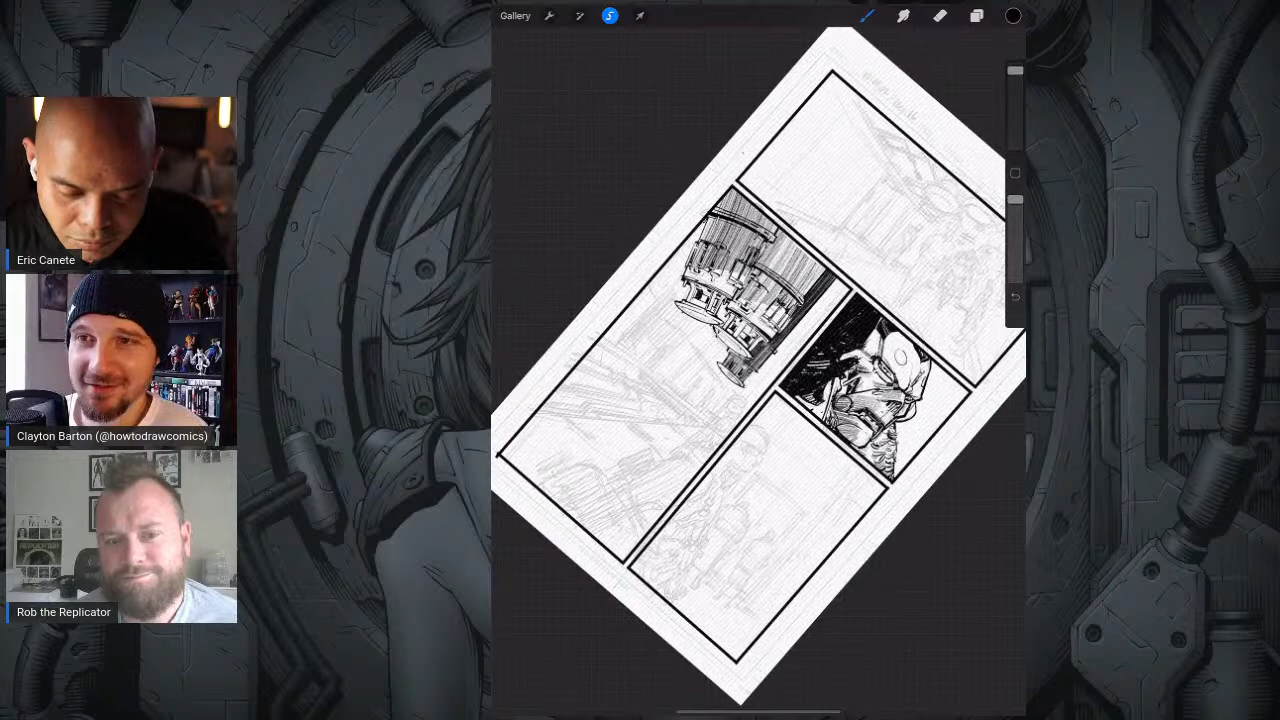 Gallery
Eric Canete
Clayton Barton (@howtodrawcomics)
Rob the Replicator